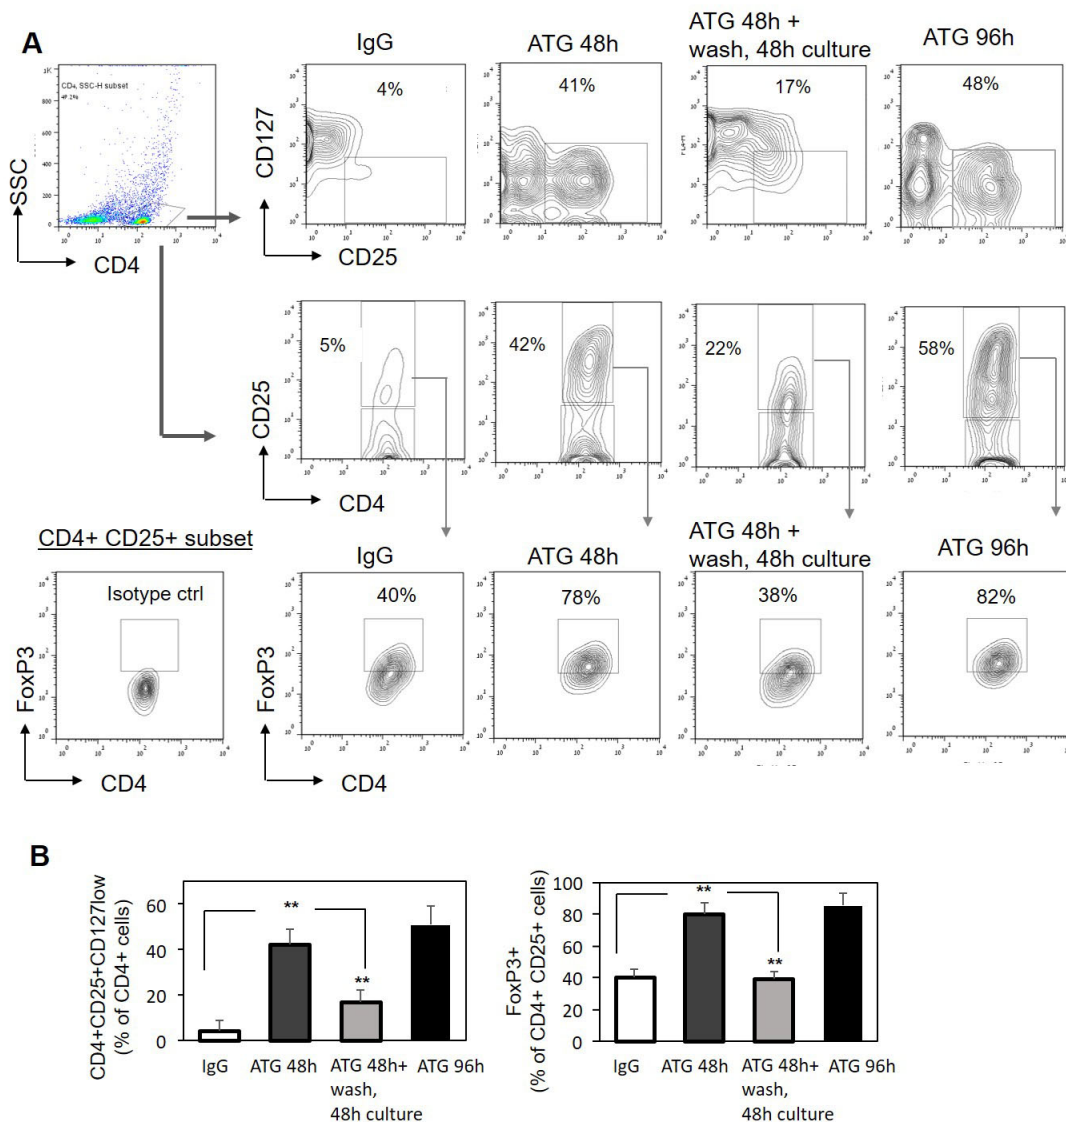 A
IgG
ATG 48h
ATG 48h +
wash, 48h culture
ATG 96h
CD4, SSC-H subset
4%
41%
17%
48%
SSC
CD4
CD127
CD25
5%
42%
22%
58%
CD25
CD4
CD4+ CD25+ subset
IgG
ATG 48h
ATG 48h +
wash, 48h culture
ATG 96h
Isotype ctrl
40%
78%
38%
82%
FoxP3
CD4
FoxP3
CD4
B
CD4+CD25+CD127low
(% of CD4+ cells)
60
40
20
0
**
**
IgG
ATG 48h
ATG 48h+
wash,
48h culture
ATG 96h
FoxP3+
(% of CD4+ CD25+ cells)
100
80
60
40
20
0
**
**
IgG
ATG 48h
ATG 48h+
wash,
48h culture
ATG 96h